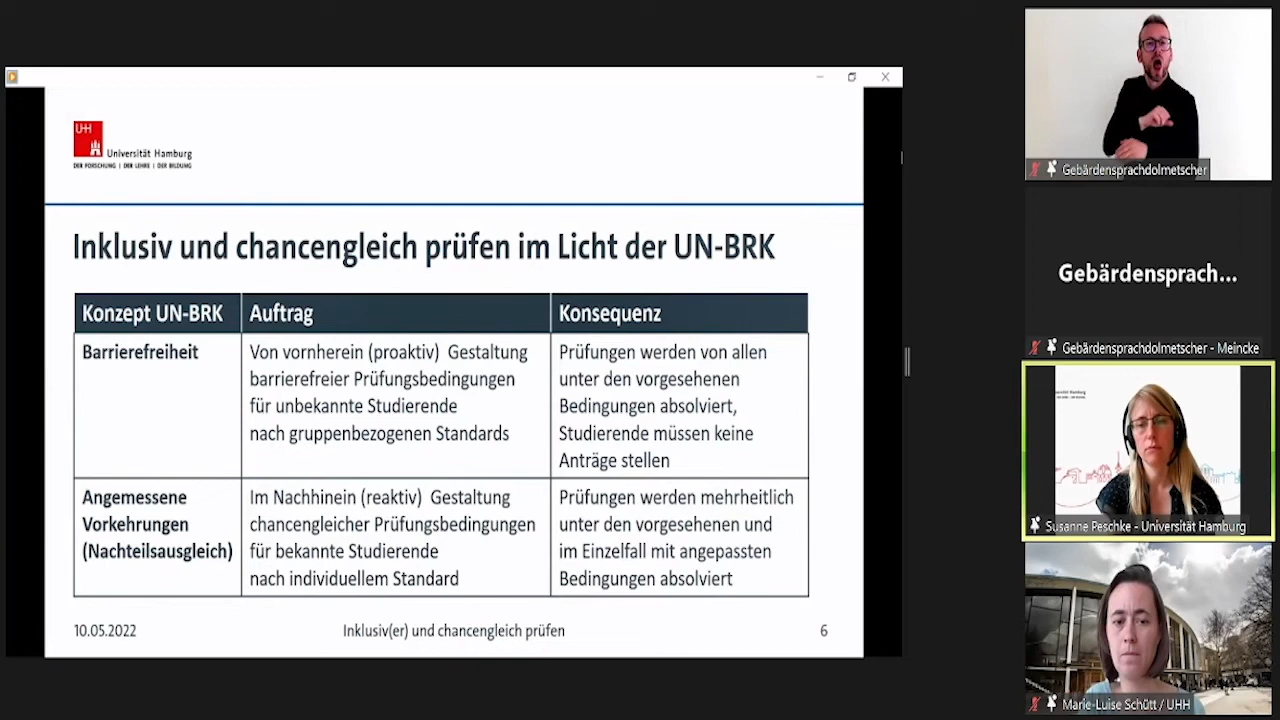 UHH
Universität Hamburg
DER FORSCHUNG | DER LEHRE | DER BILDUNG
Inklusiv und chancengleich prüfen im Licht der UN-BRK
Konzept UN-BRK
Auftrag
Konsequenz
Barrierefreiheit
Von vornherein (proaktiv) Gestaltung
barrierefreier Prüfungsbedingungen
für unbekannte Studierende
nach gruppenbezogenen Standards
Prüfungen werden von allen
unter den vorgesehenen
Bedingungen absolviert,
Studierende müssen keine
Anträge stellen
Angemessene
Vorkehrungen
(Nachteilsausgleich)
Im Nachhinein (reaktiv) Gestaltung
chancengleicher Prüfungsbedingungen
für bekannte Studierende
nach individuellem Standard
Prüfungen werden mehrheitlich
unter den vorgesehenen und
im Einzelfall mit angepassten
Bedingungen absolviert
10.05.2022
Inklusiv(er) und chancengleich prüfen
6
Gebärdensprachdolmetscher
Gebärdensprach...
Gebärdensprachdolmetscher - Meincke
Susanne Peschke - Universität Hamburg
Marie-Luise Schütt / UHH